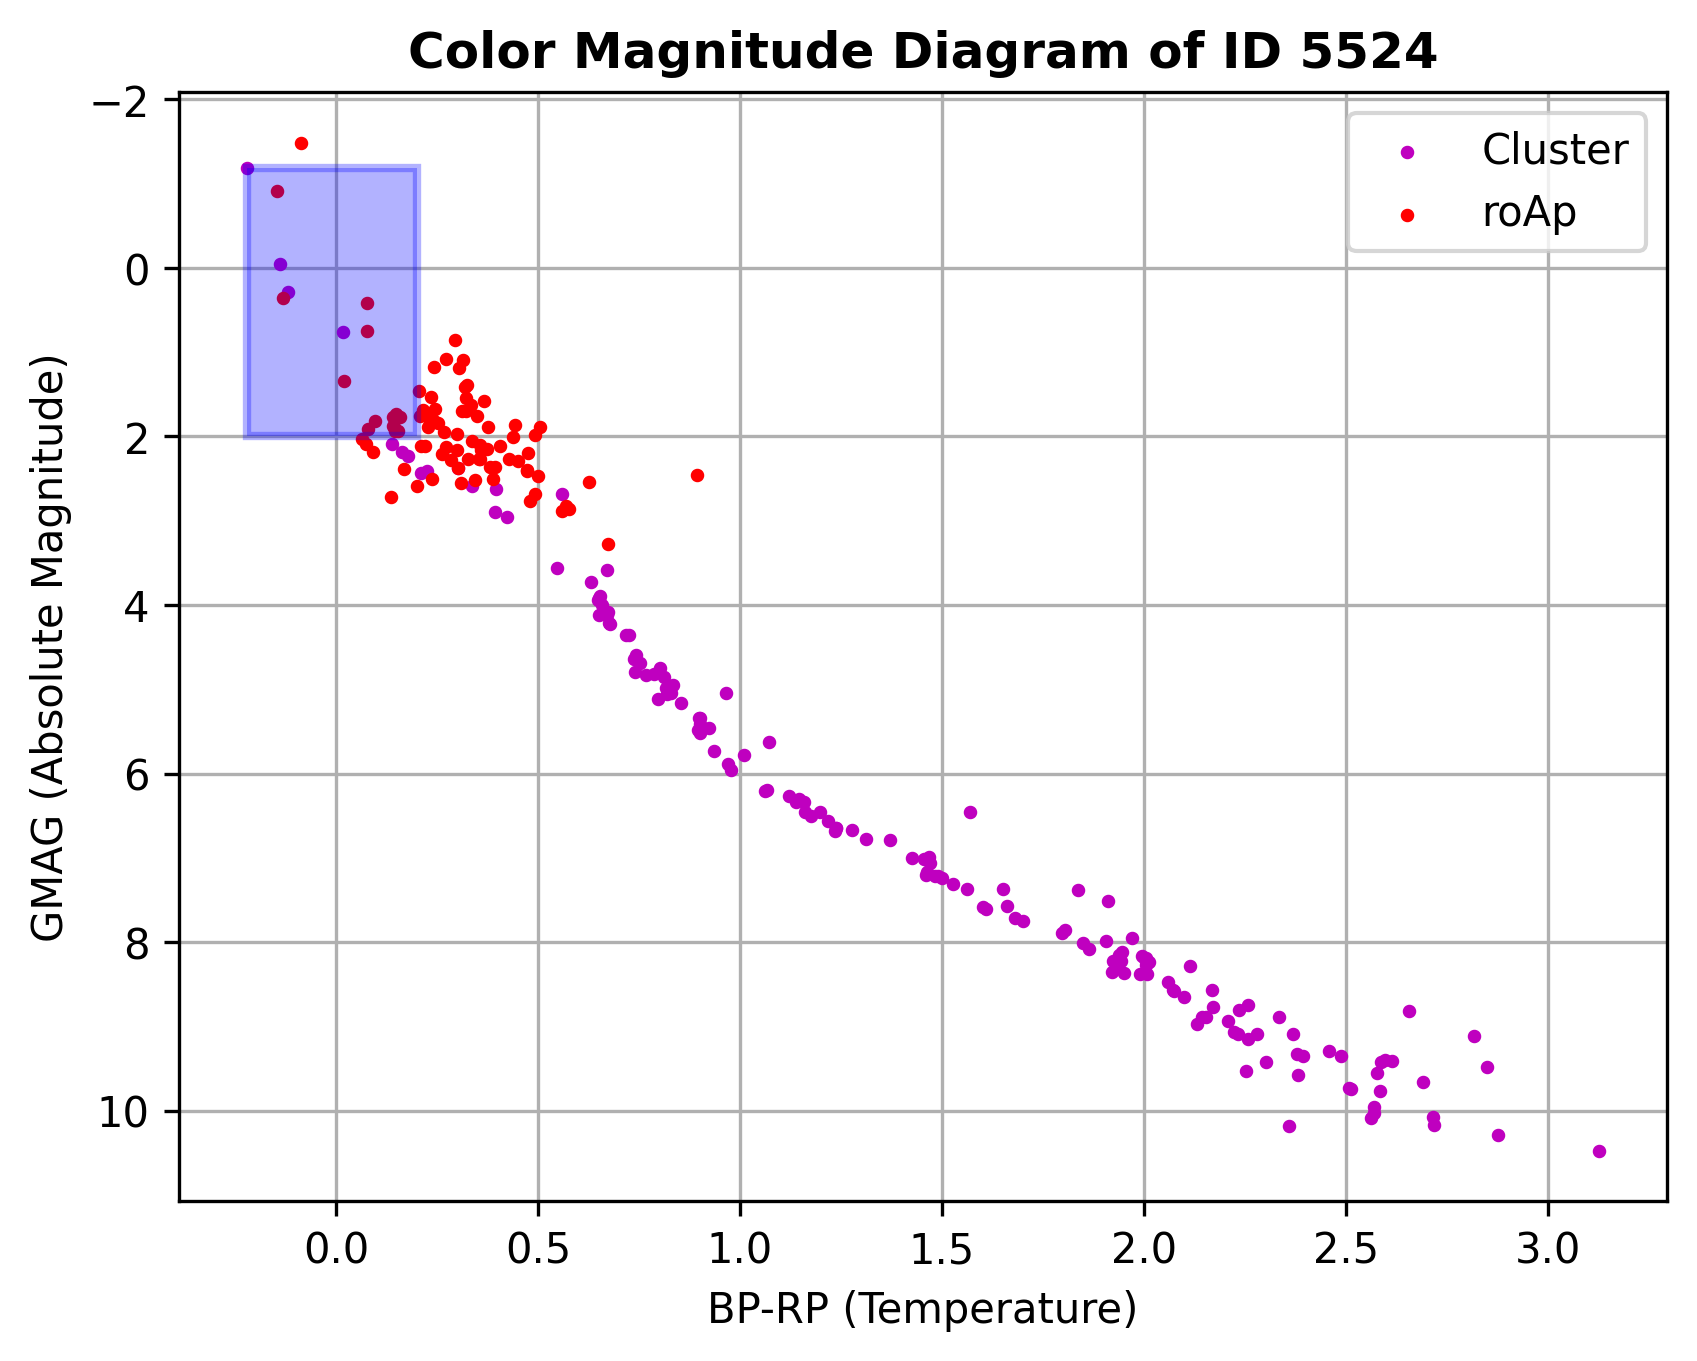 Color Magnitude Diagram of ID 5524
Cluster
roAp
−2
0
2
4
6
8
10
GMAG (Absolute Magnitude)
0.0 0.5 1.0 1.5 2.0 2.5 3.0
BP-RP (Temperature)